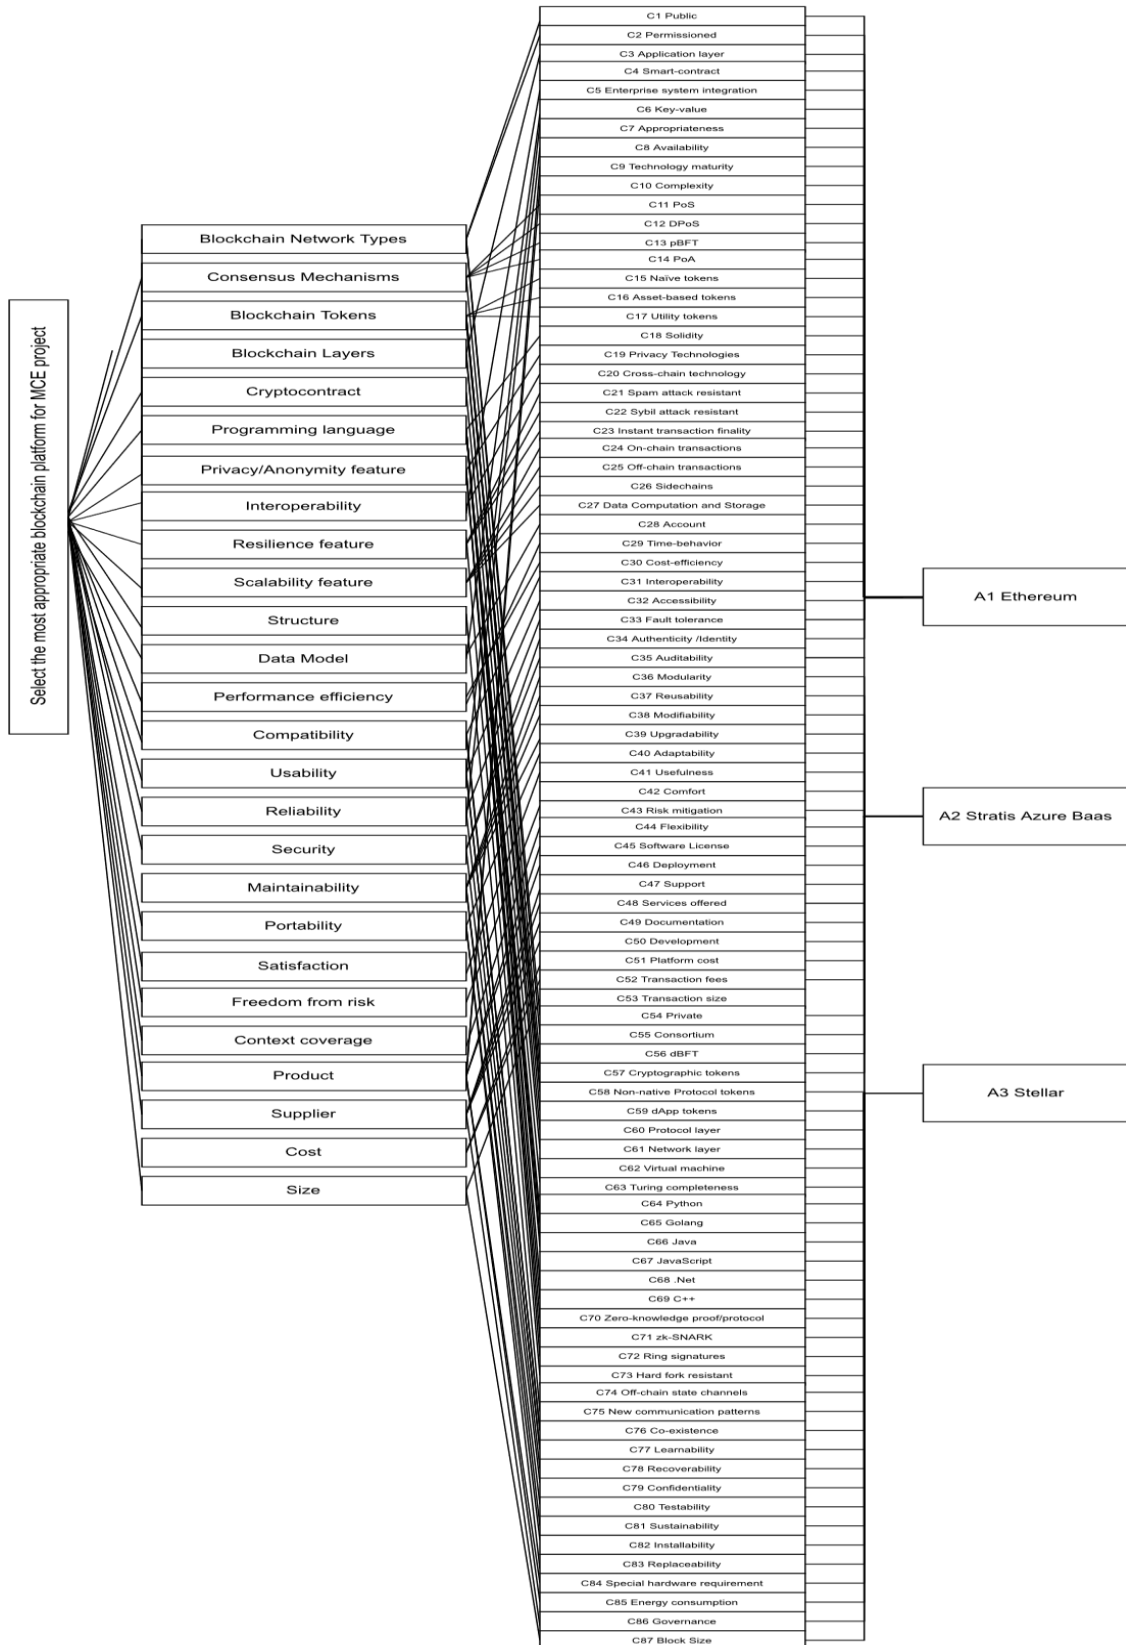 Select the most appropriate blockchain platform for MCE project
Blockchain Network Types
Consensus Mechanisms
Blockchain Tokens
Blockchain Layers
Cryptocontract
Programming language
Privacy/Anonymity feature
Interoperability
Resilience feature
Scalability feature
Structure
Data Model
Performance efficiency
Compatibility
Usability
Reliability
Security
Maintainability
Portability
Satisfaction
Freedom from risk
Context coverage
Product
Supplier
Cost
Size
C1 Public
C2 Permissioned
C3 Application layer
C4 Smart-contract
C5 Enterprise system integration
C6 Key-value
C7 Appropriateness
C8 Availability
C9 Technology maturity
C10 Complexity
C11 PoS
C12 DPoS
C13 pBFT
C14 PoA
C15 Naïve tokens
C16 Asset-based tokens
C17 Utility tokens
C18 Solidity
C19 Privacy Technologies
C20 Cross-chain technology
C21 Spam attack resistant
C22 Sybil attack resistant
C23 Instant transaction finality
C24 On-chain transactions
C25 Off-chain transactions
C26 Sidechains
C27 Data Computation and Storage
C28 Account
C29 Time-behavior
C30 Cost-efficiency
C31 Interoperability
C32 Accessibility
C33 Fault tolerance
C34 Authenticity /Identity
C35 Auditability
C36 Modularity
C37 Reusability
C38 Modifiability
C39 Upgradability
C40 Adaptability
C41 Usefulness
C42 Comfort
C43 Risk mitigation
C44 Flexibility
C45 Software License
C46 Deployment
C47 Support
C48 Services offered
C49 Documentation
C50 Development
C51 Platform cost
C52 Transaction fees
C53 Transaction size
C54 Private
C55 Consortium
C56 dBFT
C57 Cryptographic tokens
C58 Non-native Protocol tokens
C59 dApp tokens
C60 Protocol layer
C61 Network layer
C62 Virtual machine
C63 Turing completeness
C64 Python
C65 Golang
C66 Java
C67 JavaScript
C68 .Net
C69 C++
C70 Zero-knowledge proof/protocol
C71 zk-SNARK
C72 Ring signatures
C73 Hard fork resistant
C74 Off-chain state channels
C75 New communication patterns
C76 Co-existence
C77 Learnability
C78 Recoverability
C79 Confidentiality
C80 Testability
C81 Sustainability
C82 Installability
C83 Replaceability
C84 Special hardware requirement
C85 Energy consumption
C86 Governance
C87 Block Size
A1 Ethereum
A2 Stratis Azure Baas
A3 Stellar